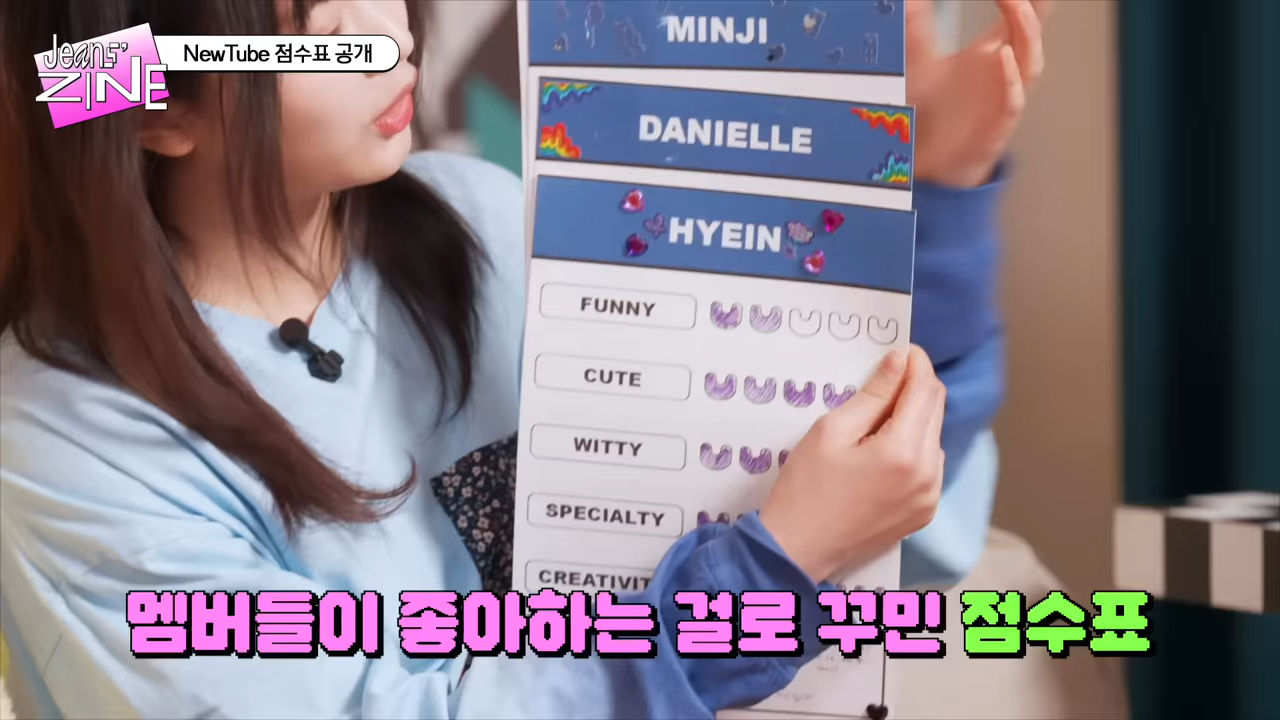 Jeans'
ZINE
NewTube 점수표 공개
MINJI
DANIELLE
HYEIN
FUNNY
CUTE
WITTY
SPECIALTY
CREATIVIT
멤버들이 좋아하는 걸로 꾸민 점수표